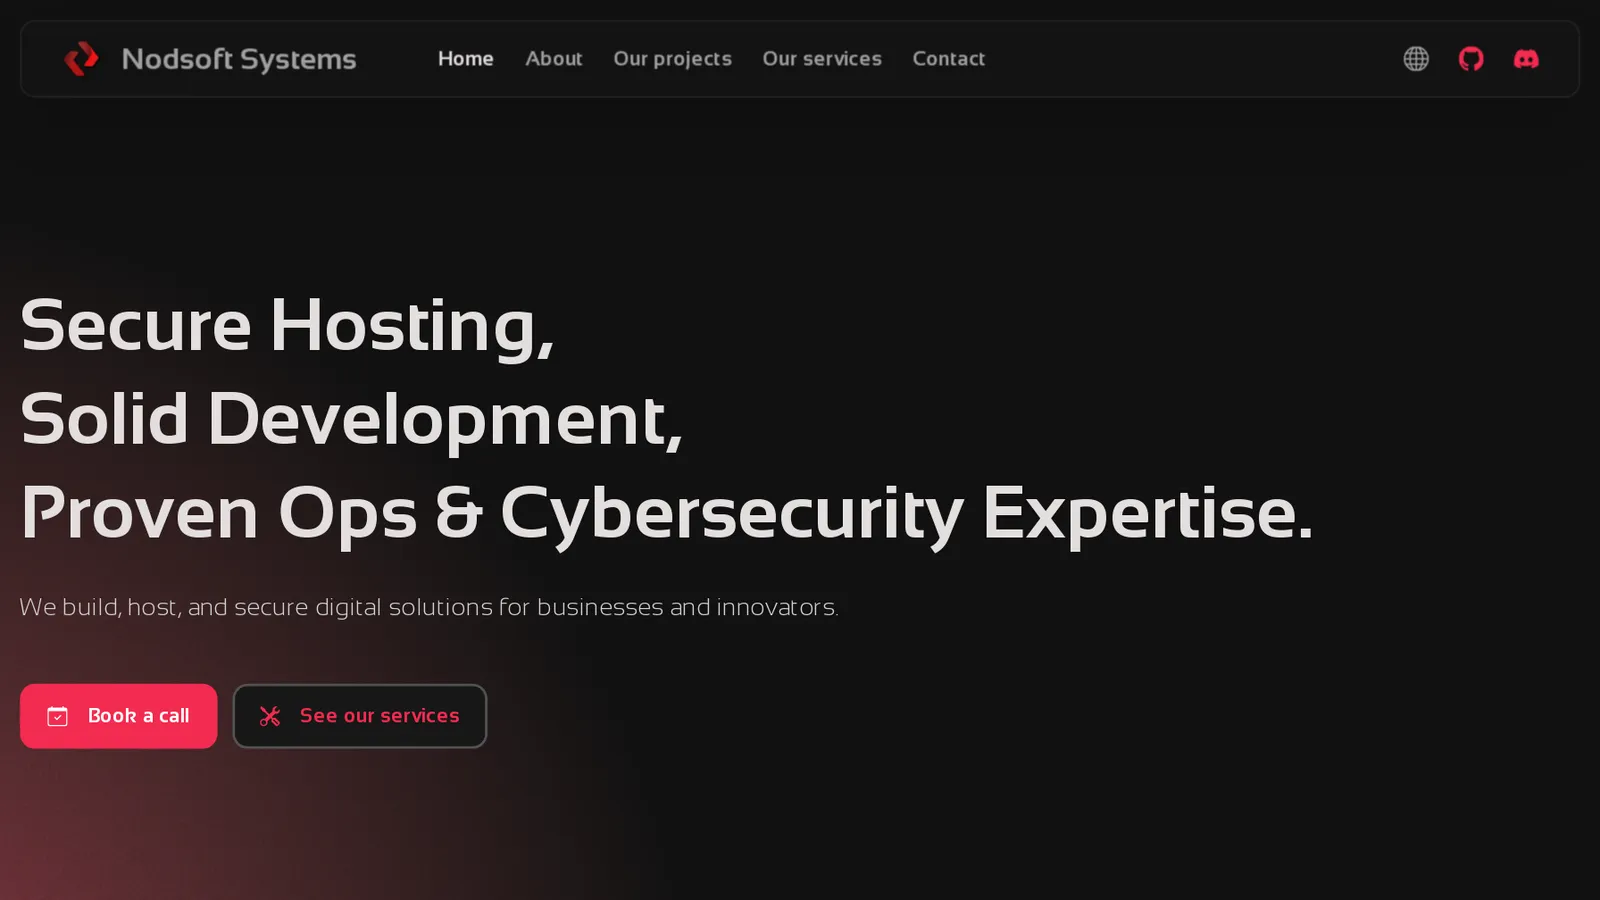 Nodsoft Systems
Home
About
Our projects
Our services
Contact
Secure Hosting,
Solid Development,
Proven Ops & Cybersecurity Expertise.
We build, host, and secure digital solutions for businesses and innovators.
Book a call
See our services